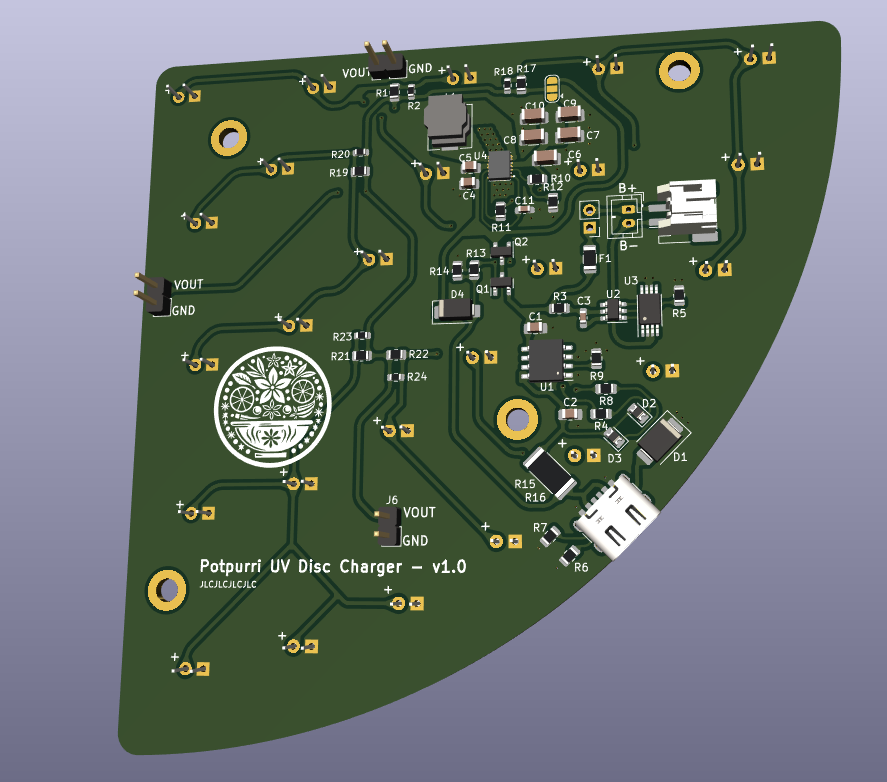 VOUT GND
R18 R17
R1
R2
C10 C9
C8 C7
R20
R19
C5 U4
C6
C4
R10
R12
C11
R11
B+
B-
Q2
R13
R14
F1
Q1
VOUT
GND
D4
U3
R3 C3 U2
R5
C1
R23
R21 R22
R24
U1
R9
R8
C2
R4
D2
D3
D1
R15
R16
J6
VOUT
GND
R7
R6
Potpurri UV Disc Charger - v1.0
JLCJLCJLCJLC